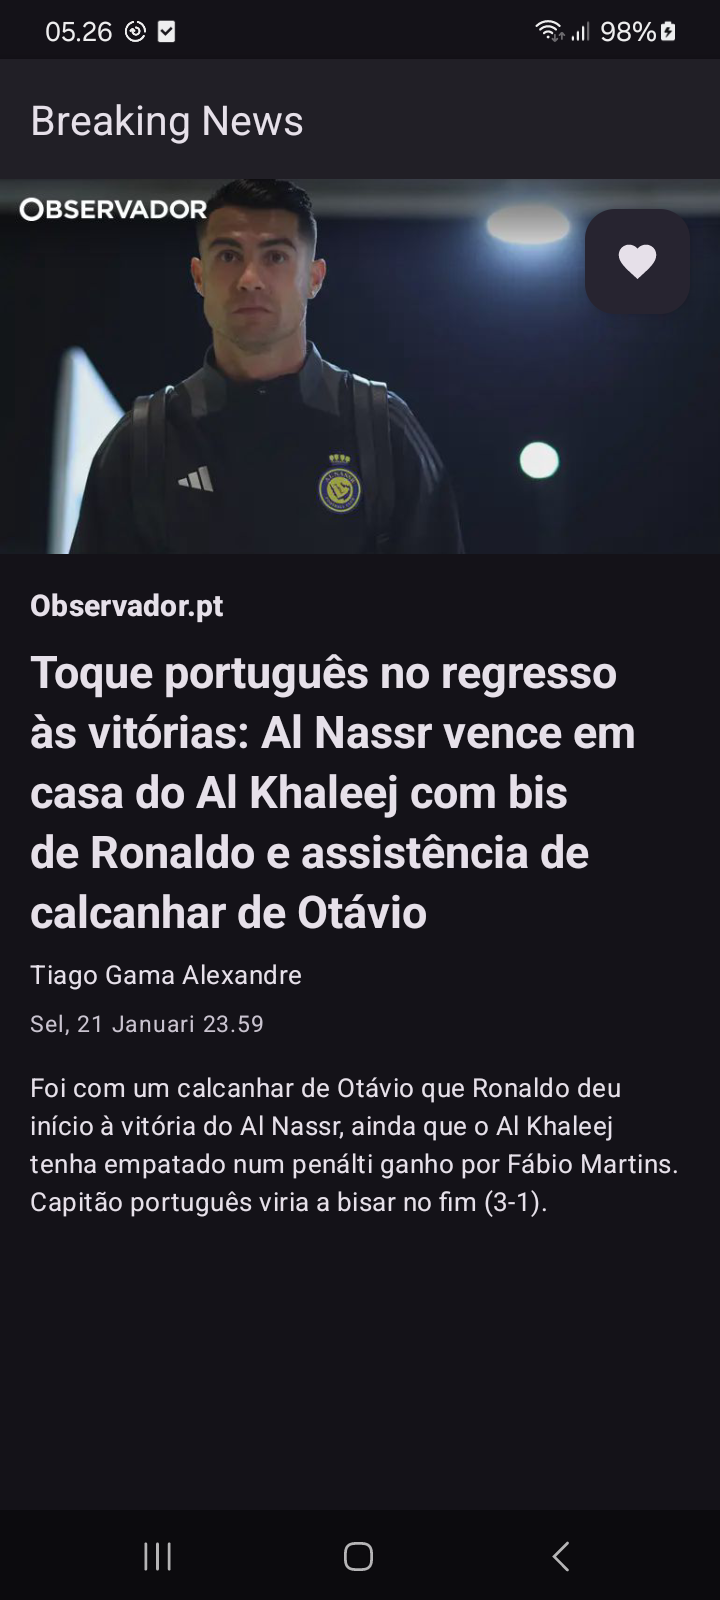 05.26
98%
Breaking News
OBSERVADOR
Observador.pt
Toque português no regresso
às vitórias: Al Nassr vence em
casa do Al Khaleej com bis
de Ronaldo e assistência de
calcanhar de Otávio
Tiago Gama Alexandre
Sel, 21 Januari 23.59
Foi com um calcanhar de Otávio que Ronaldo deu
início à vitória do Al Nassr, ainda que o Al Khaleej
tenha empatado num penálti ganho por Fábio Martins.
Capitão português viria a bisar no fim (3-1).